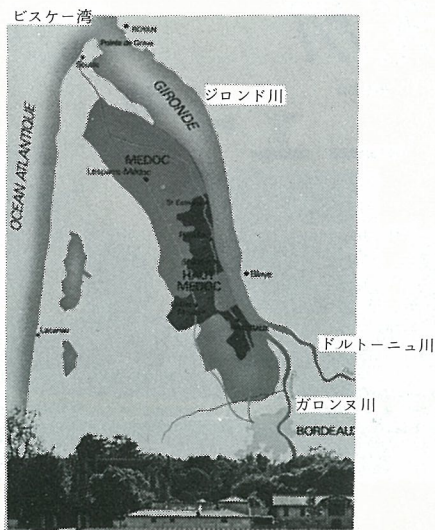 ビスケー湾
ROYAN
Pointe de Grave
GIRONDE
ジロンド川
OCEAN ATLANTIQUE
MEDOC
Lesparre-Médoc
HAUT
MEDOC
Blaye
Lacanau
ドルトーニュ川
ガロンヌ川
BORDEAUX